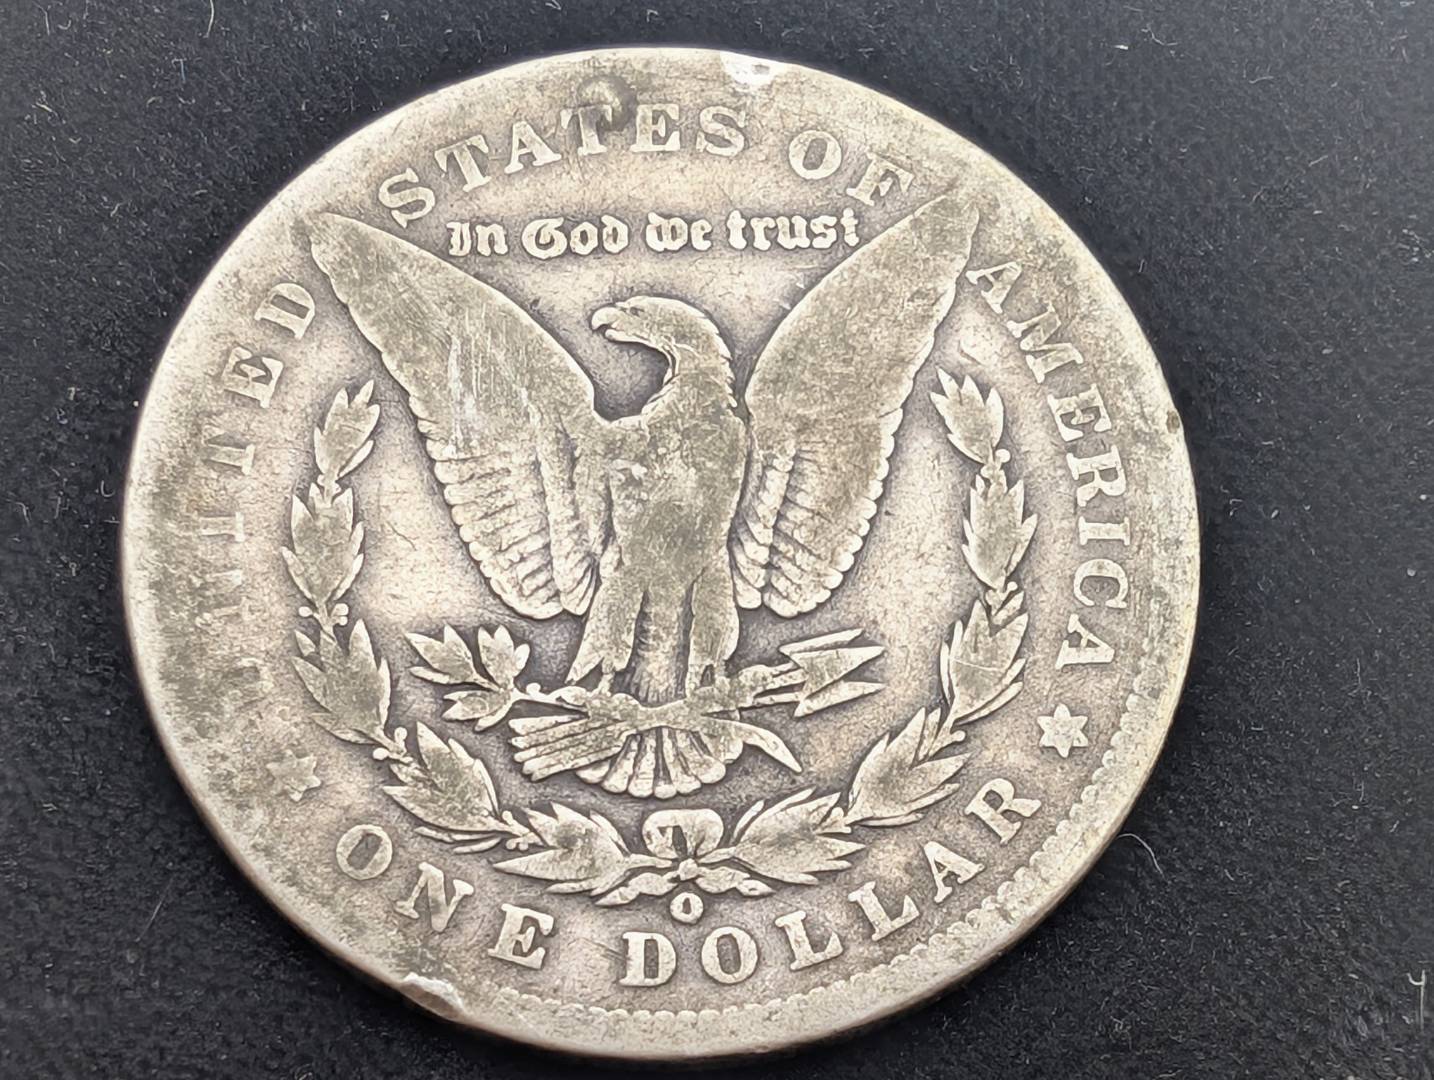 UNITED STATES OF AMERICA
In God we trust
O
ONE DOLLAR